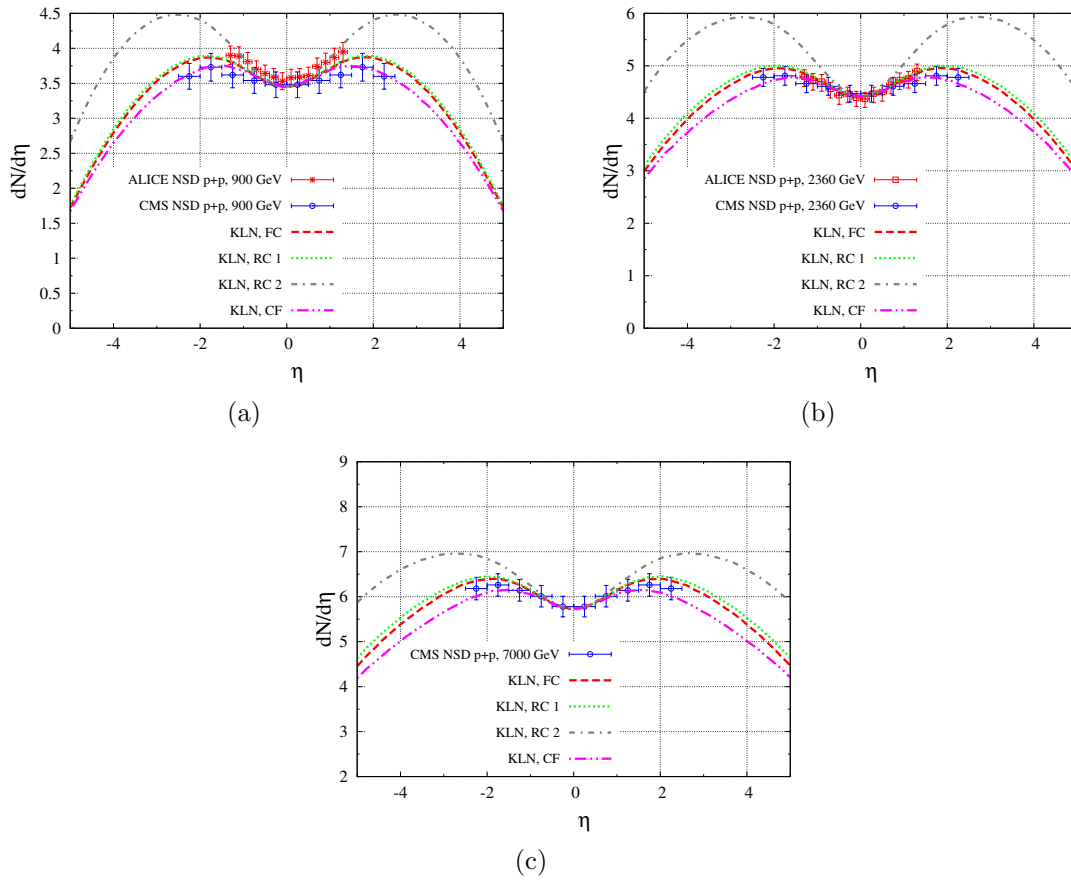 4.5
4
3.5
3
2.5
2
1.5
1
0.5
0
dN/dη
ALICE NSD p+p, 900 GeV
CMS NSD p+p, 900 GeV
KLN, FC
KLN, RC 1
KLN, RC 2
KLN, CF
-4 -2 0 2 4
η
(a)
6
5
4
3
2
1
0
dN/dη
ALICE NSD p+p, 2360 GeV
CMS NSD p+p, 2360 GeV
KLN, FC
KLN, RC 1
KLN, RC 2
KLN, CF
-4 -2 0 2 4
η
(b)
9
8
7
6
5
4
3
2
dN/dη
CMS NSD p+p, 7000 GeV
KLN, FC
KLN, RC 1
KLN, RC 2
KLN, CF
-4 -2 0 2 4
η
(c)